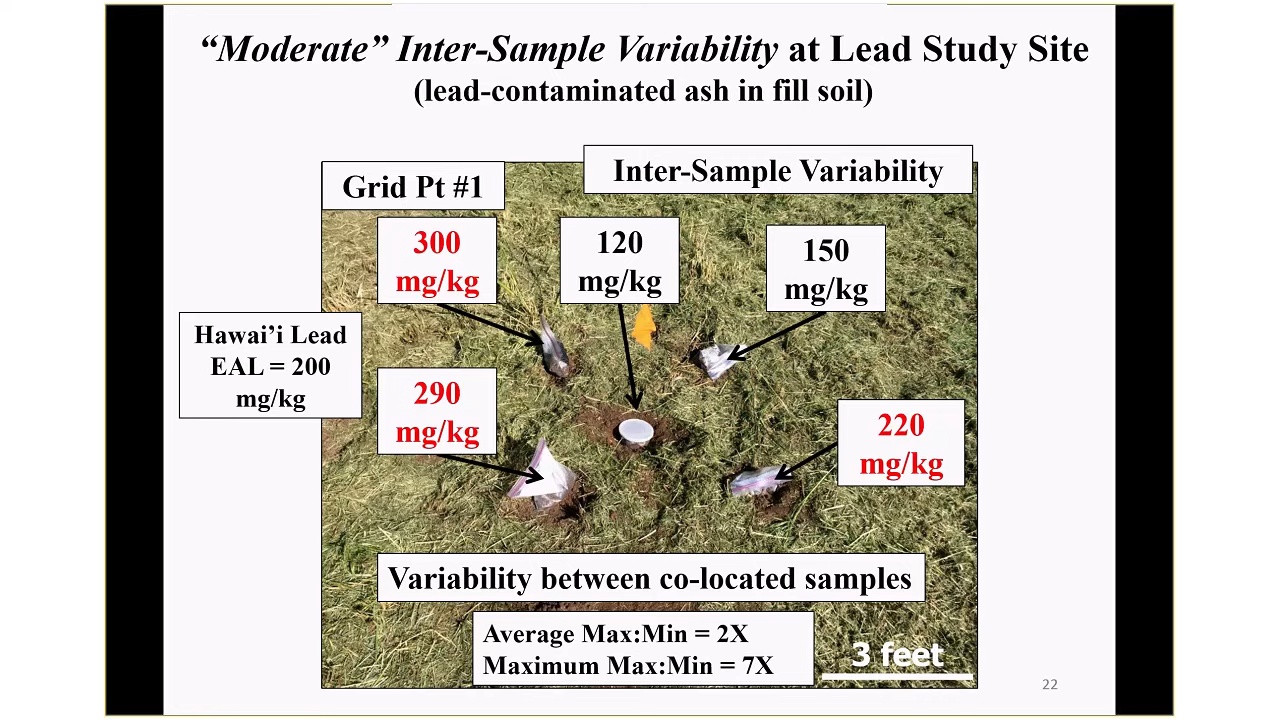 “Moderate” Inter-Sample Variability at Lead Study Site
(lead-contaminated ash in fill soil)
Inter-Sample Variability
Grid Pt #1
300
mg/kg
120
mg/kg
150
mg/kg
Hawai’i Lead
EAL = 200
mg/kg
290
mg/kg
220
mg/kg
Variability between co-located samples
Average Max:Min = 2X
Maximum Max:Min = 7X
3 feet
22